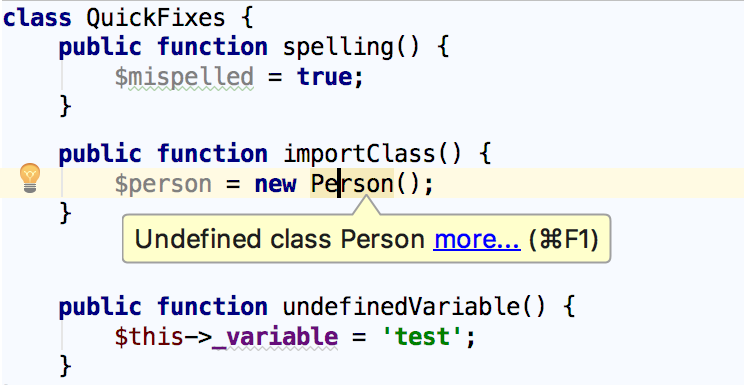 class QuickFixes {
public function spelling() {
$mispelled = true;
}
public function importClass() {
$person = new Person();
}
Undefined class Person more... (⌘F1)
public function undefinedVariable() {
$this->_variable = 'test';
}